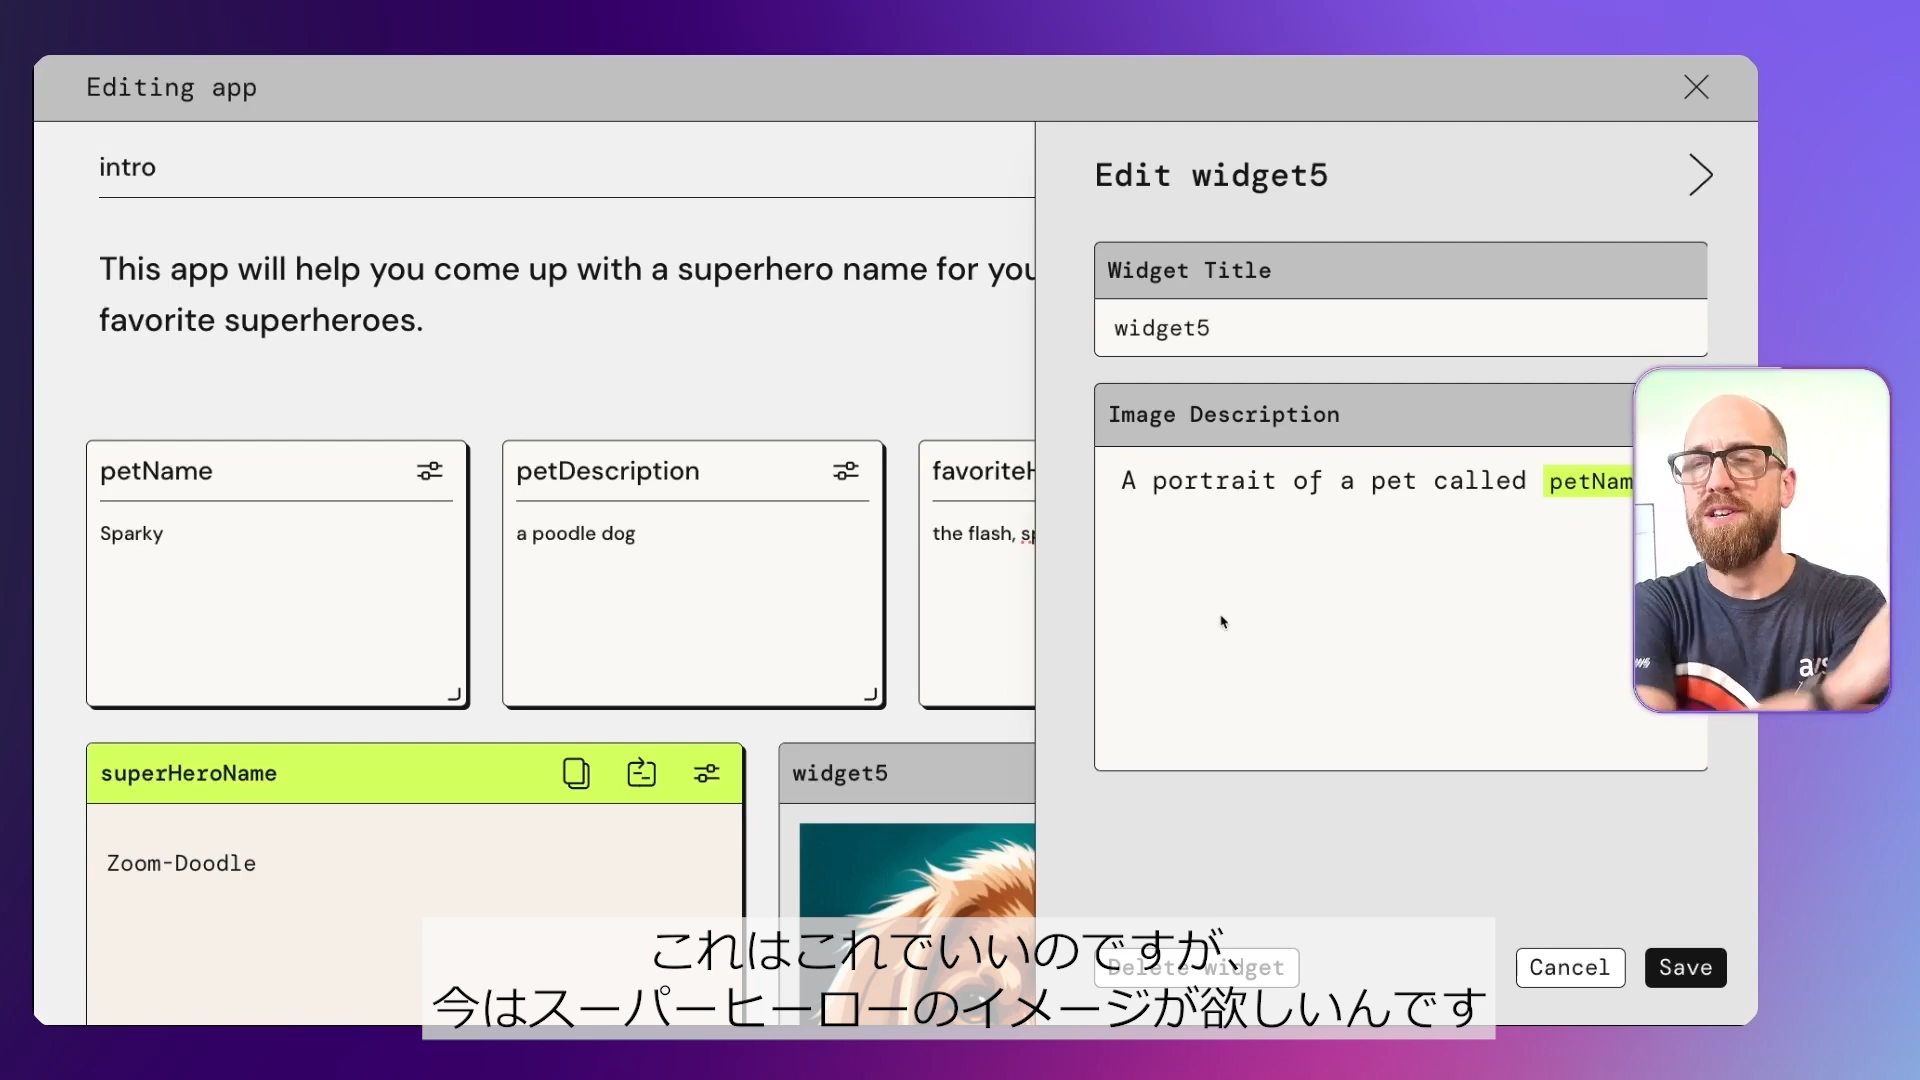 Editing app
intro
This app will help you come up with a superhero name for you
favorite superheroes.
petName
Sparky
petDescription
a poodle dog
favorite
the flash,
superHeroName
Zoom-Doodle
widget5
Edit widget5
Widget Title
widget5
Image Description
A portrait of a pet called petNam
Delete widget
Cancel
Save
これはこれでいいのですが、
今はスーパーヒーローのイメージが欲しいんです